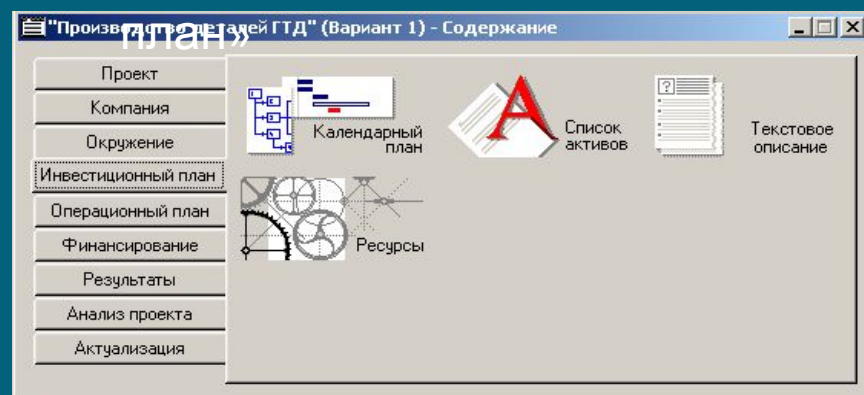 план»
"Производство деталей ГТД" (Вариант 1) - Содержание
Проект
Компания
Окружение
Инвестиционный план
Операционный план
Финансирование
Результаты
Анализ проекта
Актуализация
Календарный
план
Список
активов
Текстовое
описание
Ресурсы